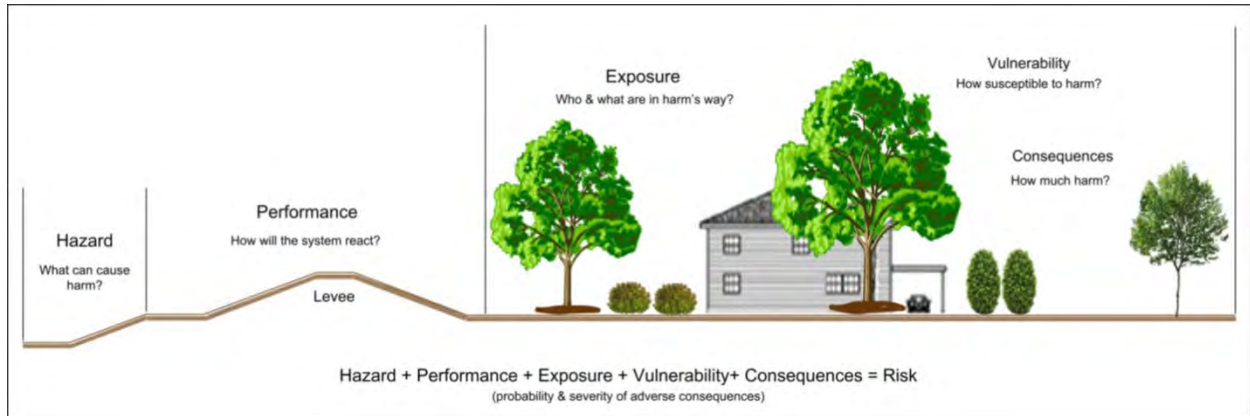 Hazard
What can cause
harm?
Performance
How will the system react?
Levee
Exposure
Who & what are in harm's way?
Vulnerability
How susceptible to harm?
Consequences
How much harm?
Hazard + Performance + Exposure + Vulnerability+ Consequences = Risk
(probability & severity of adverse consequences)